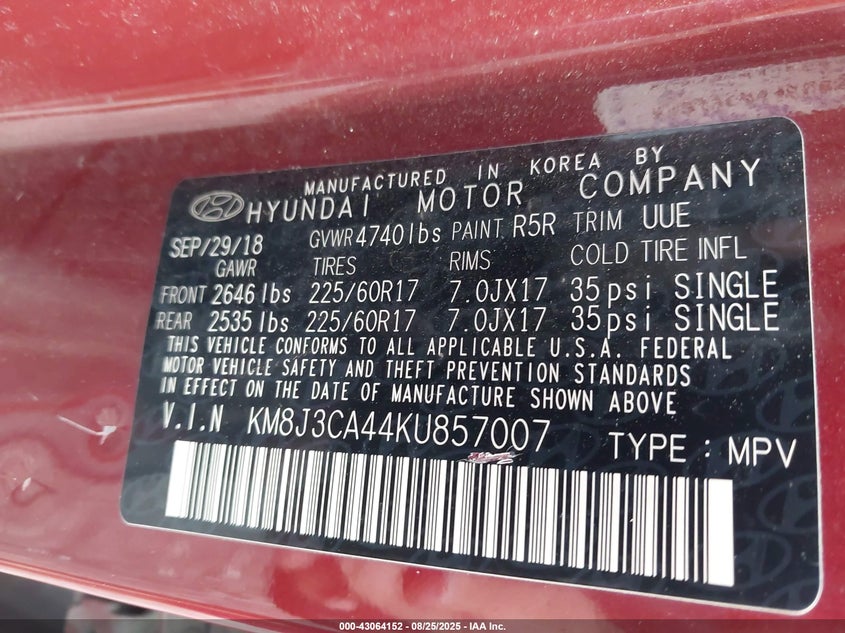 MANUFACTURED IN KOREA BY
HYUNDAI MOTOR COMPANY
SEP/29/18 GVWR 4740lbs PAINT R5R TRIM UUE
GAWR TIRES RIMS COLD TIRE INFL
FRONT 2646 lbs 225/60R17 7.0JX17 35psi SINGLE
REAR 2535 lbs 225/60R17 7.0JX17 35psi SINGLE
THIS VEHICLE CONFORMS TO ALL APPLICABLE U.S.A. FEDERAL
MOTOR VEHICLE SAFETY AND THEFT PREVENTION STANDARDS
IN EFFECT ON THE DATE OF MANUFACTURE SHOWN ABOVE
V.I.N KM8J3CA44KU857007 TYPE : MPV
000-43064152 - 08/25/2025 - IAA Inc.